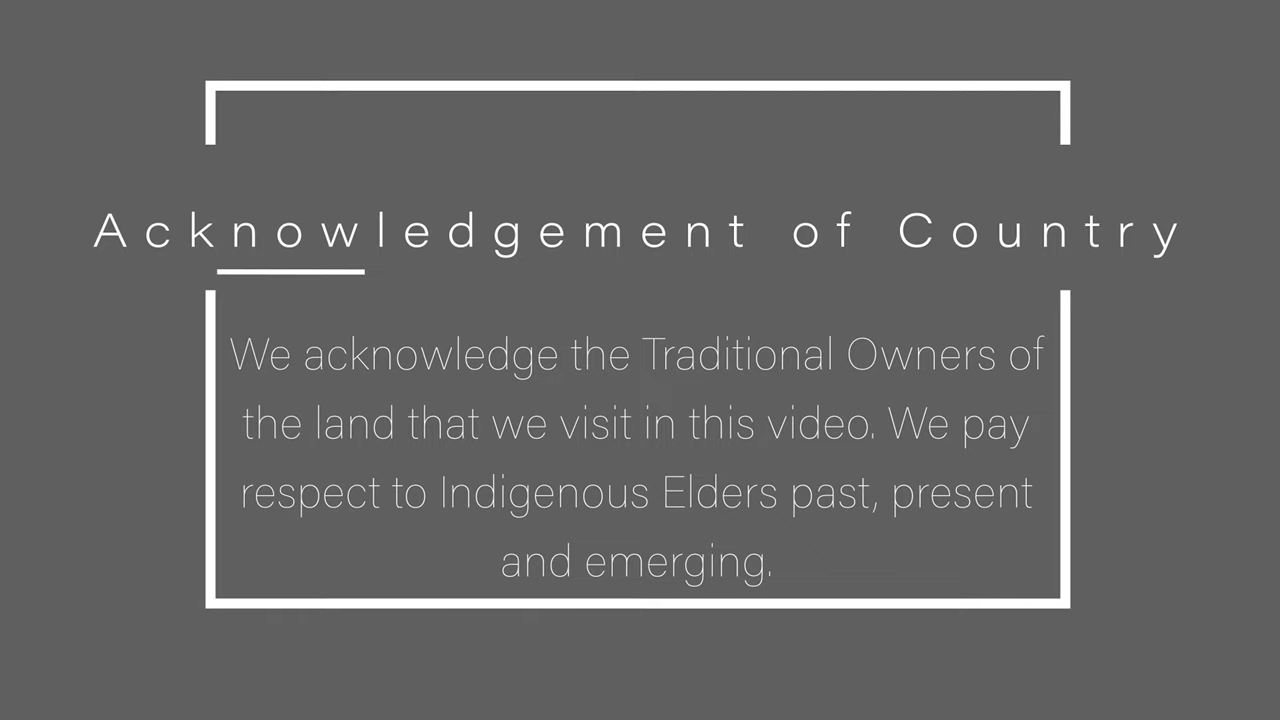 Acknowledgement of Country
We acknowledge the Traditional Owners of
the land that we visit in this video. We pay
respect to Indigenous Elders past, present
and emerging.